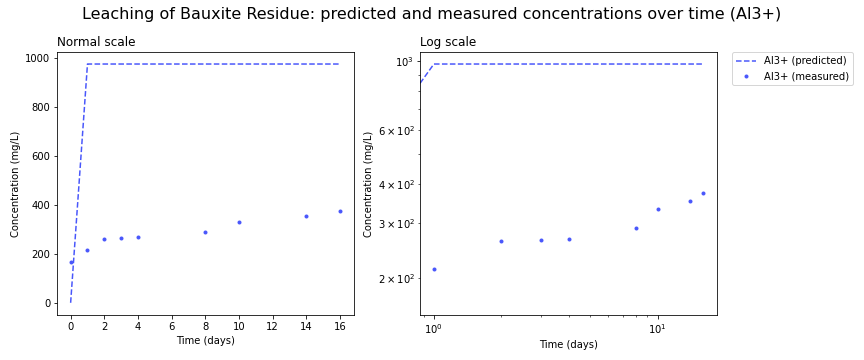 Leaching of Bauxite Residue: predicted and measured concentrations over time (Al3+)
Normal scale
1000
800
600
400
200
0
Concentration (mg/L)
0 2 4 6 8 10 12 14 16
Time (days)
Log scale
10³
6 × 10²
4 × 10²
3 × 10²
2 × 10²
Concentration (mg/L)
10⁰ 10¹
Time (days)
Al3+ (predicted)
Al3+ (measured)